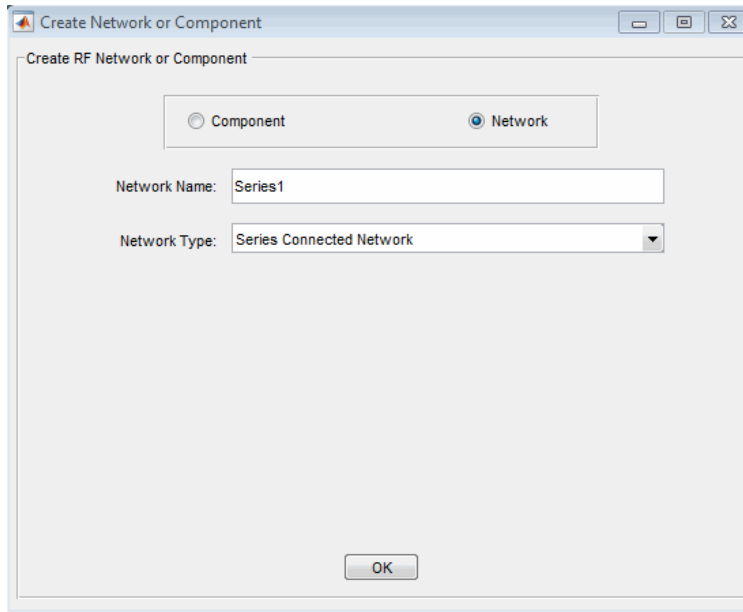 Create Network or Component
Create RF Network or Component
Component Network
Network Name: Series1
Network Type: Series Connected Network
OK